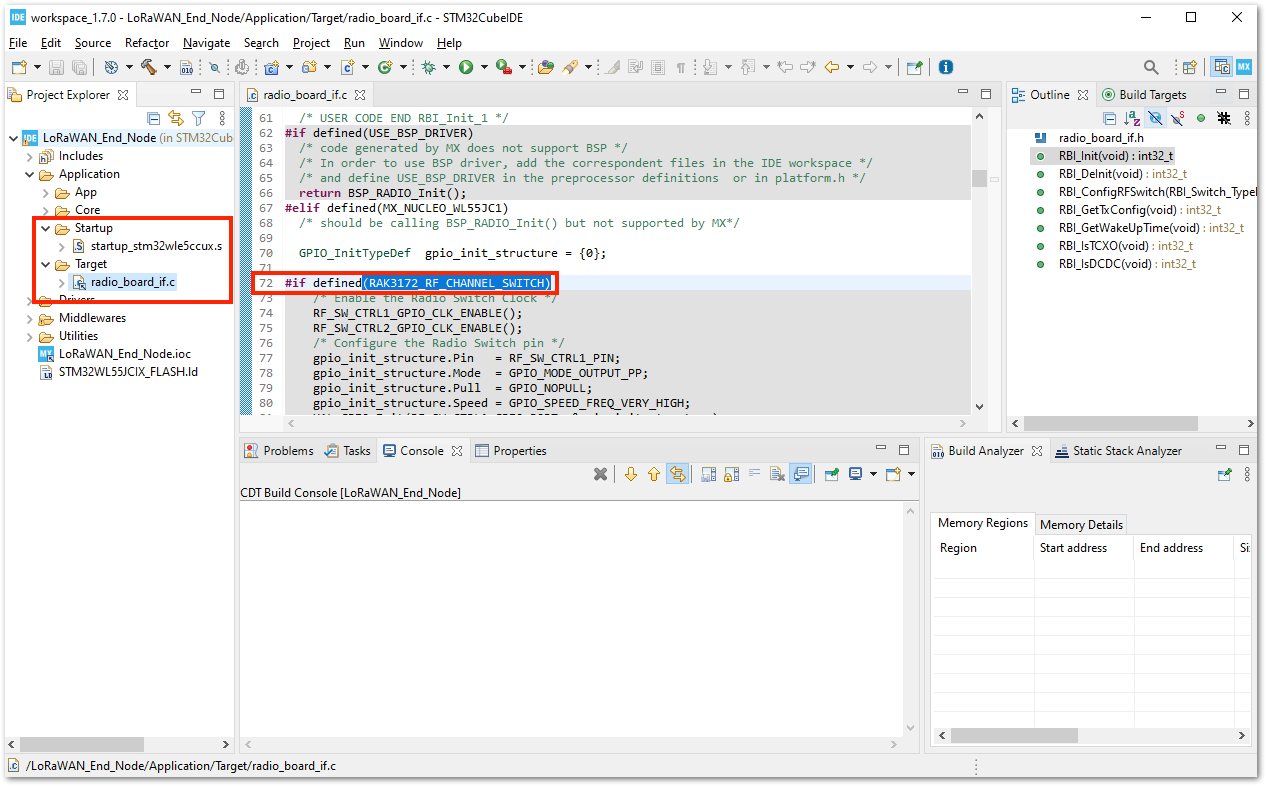 workspace_1.7.0 - LoRaWAN_End_Node/Application/Target/radio_board_if.c - STM32CubeIDE
File Edit Source Refactor Navigate Search Project Run Window Help
Project Explorer
LoRaWAN_End_Node (in STM32Cub
Includes
Application
App
Core
Startup
startup_stm32wle5ccux.s
Target
radio_board_if.c
Drivers
Middlewares
Utilities
LoRaWAN_End_Node.ioc
STM32WL55JCIX_FLASH.ld
radio_board_if.c
61 /* USER CODE END RBI_Init_1 */
62 #if defined(USE_BSP_DRIVER)
63 /* code generated by MX does not support BSP */
64 /* In order to use BSP driver, add the correspondent files in the IDE workspace */
65 /* and define USE_BSP_DRIVER in the preprocessor definitions  or in platform.h */
66 return BSP_RADIO_Init();
67 #elif defined(MX_NUCLEO_WL55JC1)
68 /* should be calling BSP_RADIO_Init() but not supported by MX*/
69
70 GPIO_InitTypeDef  gpio_init_structure = {0};
71
72 #if defined(RAK3172_RF_CHANNEL_SWITCH)
73 /* Enable the Radio Switch Clock */
74 RF_SW_CTRL1_GPIO_CLK_ENABLE();
75 RF_SW_CTRL2_GPIO_CLK_ENABLE();
76 /* Configure the Radio Switch pin */
77 gpio_init_structure.Pin   = RF_SW_CTRL1_PIN;
78 gpio_init_structure.Mode  = GPIO_MODE_OUTPUT_PP;
79 gpio_init_structure.Pull  = GPIO_NOPULL;
80 gpio_init_structure.Speed = GPIO_SPEED_FREQ_VERY_HIGH;
Outline Build Targets
radio_board_if.h
RBI_Init(void) : int32_t
RBI_DeInit(void) : int32_t
RBI_ConfigRFSwitch(RBI_Switch_TypeI
RBI_GetTxConfig(void) : int32_t
RBI_GetWakeUpTime(void) : int32_t
RBI_IsTCXO(void) : int32_t
RBI_IsDCDC(void) : int32_t
Problems Tasks Console Properties
CDT Build Console [LoRaWAN_End_Node]
Build Analyzer Static Stack Analyzer
Memory Regions Memory Details
Region Start address End address
/LoRaWAN_End_Node/Application/Target/radio_board_if.c